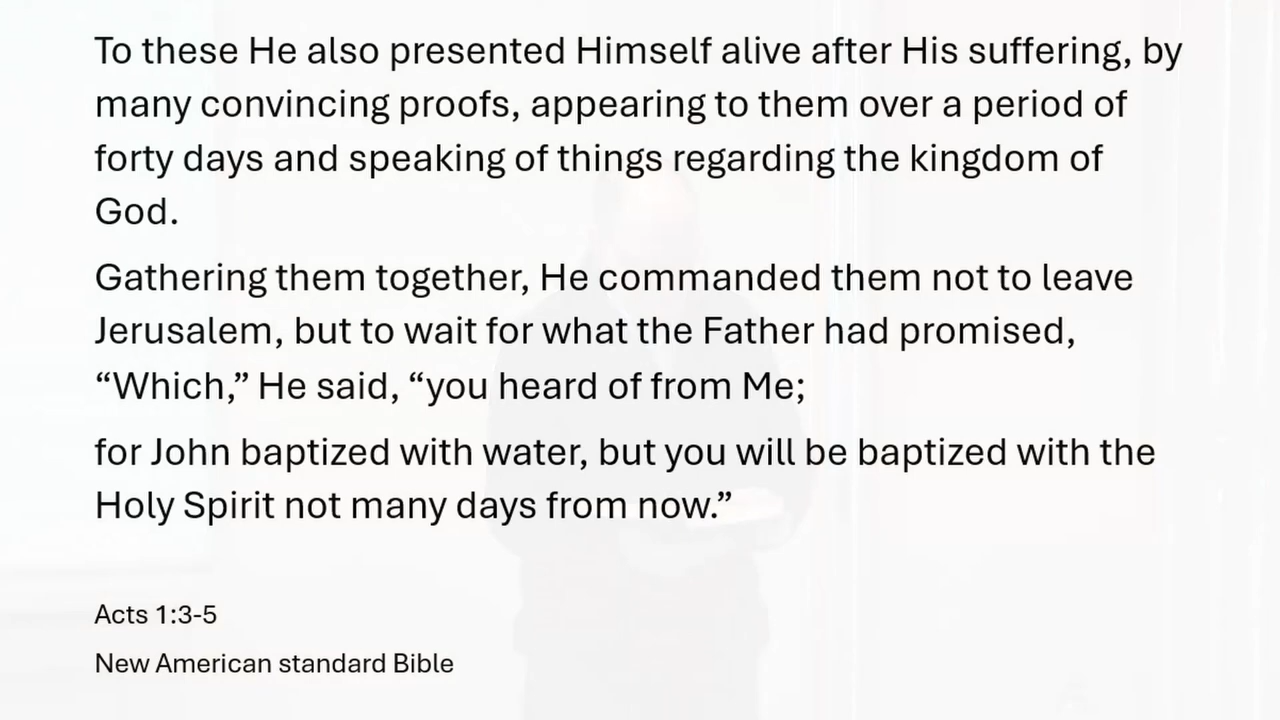 To these He also presented Himself alive after His suffering, by
many convincing proofs, appearing to them over a period of
forty days and speaking of things regarding the kingdom of
God.
Gathering them together, He commanded them not to leave
Jerusalem, but to wait for what the Father had promised,
“Which,” He said, “you heard of from Me;
for John baptized with water, but you will be baptized with the
Holy Spirit not many days from now.”
Acts 1:3-5
New American standard Bible